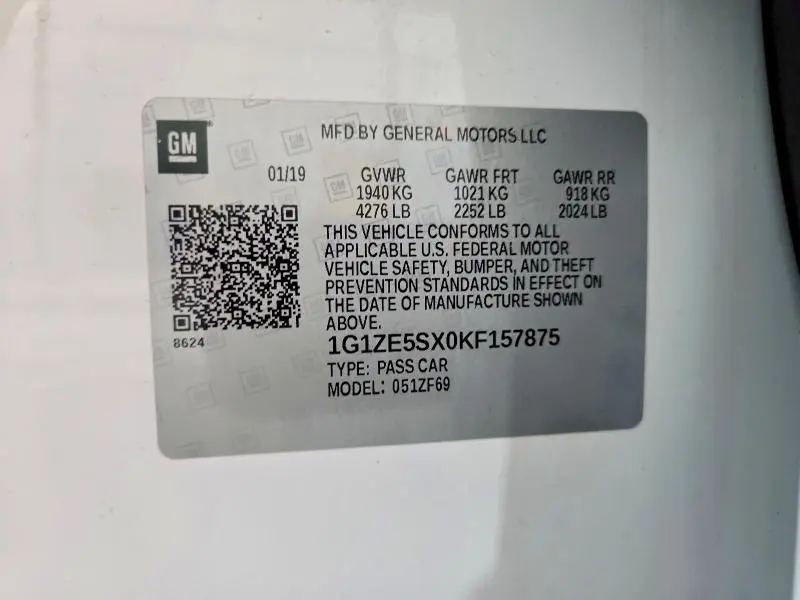 GM
MFD BY GENERAL MOTORS LLC
01/19 GVWR GAWR FRT GAWR RR
1940 KG 1021 KG 918 KG
4276 LB 2252 LB 2024 LB
THIS VEHICLE CONFORMS TO ALL
APPLICABLE U.S. FEDERAL MOTOR
VEHICLE SAFETY, BUMPER, AND THEFT
PREVENTION STANDARDS IN EFFECT ON
THE DATE OF MANUFACTURE SHOWN
ABOVE.
8624
1G1ZE5SX0KF157875
TYPE: PASS CAR
MODEL: 051ZF69